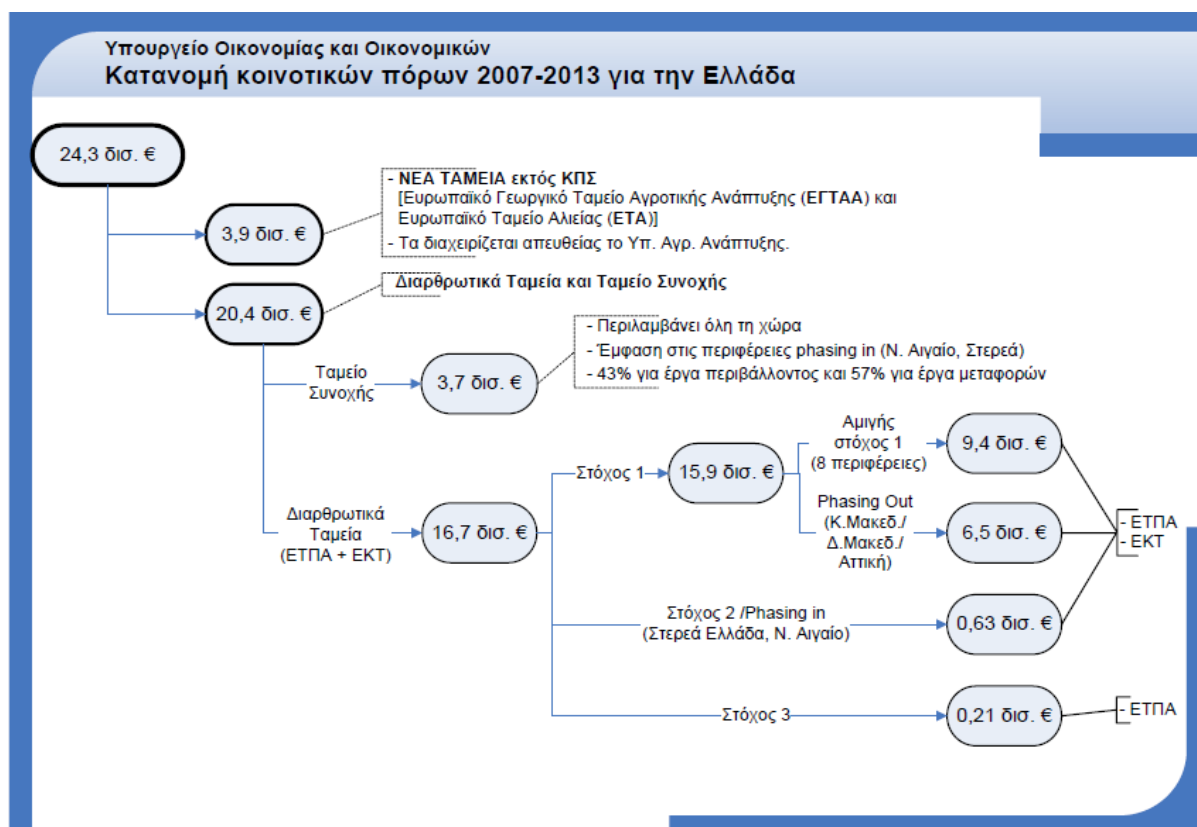 Υπουργείο Οικονομίας και Οικονομικών
Κατανομή κοινοτικών πόρων 2007-2013 για την Ελλάδα
24,3 δισ. €
3,9 δισ. €
- ΝΕΑ ΤΑΜΕΙΑ εκτός ΚΠΣ
[Ευρωπαϊκό Γεωργικό Ταμείο Αγροτικής Ανάπτυξης (ΕΓΤΑΑ) και
Ευρωπαϊκό Ταμείο Αλιείας (ΕΤΑ)]
- Τα διαχειρίζεται απευθείας το Υπ. Αγρ. Ανάπτυξης.
20,4 δισ. €
Διαρθρωτικά Ταμεία και Ταμείο Συνοχής
Ταμείο
Συνοχής
3,7 δισ. €
- Περιλαμβάνει όλη τη χώρα
- Έμφαση στις περιφέρειες phasing in (Ν. Αιγαίο, Στερεά)
- 43% για έργα περιβάλλοντος και 57% για έργα μεταφορών
Διαρθρωτικά
Ταμεία
(ΕΤΠΑ + ΕΚΤ)
16,7 δισ. €
Στόχος 1
15,9 δισ. €
Αμιγής
στόχος 1
(8 περιφέρειες)
9,4 δισ. €
Phasing Out
(Κ.Μακεδ./
Δ.Μακεδ./
Αττική)
6,5 δισ. €
- ΕΤΠΑ
- ΕΚΤ
Στόχος 2 /Phasing in
(Στερεά Ελλάδα, Ν. Αιγαίο)
0,63 δισ. €
Στόχος 3
0,21 δισ. €
- ΕΤΠΑ